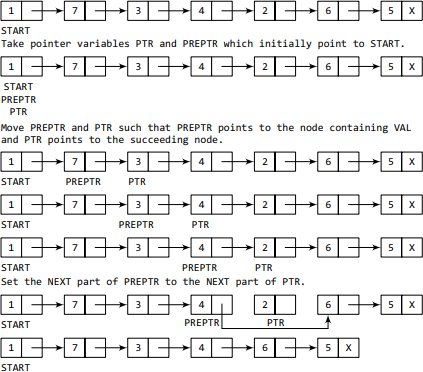 1 7 3 4 2 6 5 X
START
Take pointer variables PTR and PREPTR which initially point to START.
1 7 3 4 2 6 5 X
START
PREPTR
PTR
Move PREPTR and PTR such that PREPTR points to the node containing VAL
and PTR points to the succeeding node.
1 7 3 4 2 6 5 X
START PREPTR PTR
1 7 3 4 2 6 5 X
START PREPTR PTR
1 7 3 4 2 6 5 X
START PREPTR PTR
Set the NEXT part of PREPTR to the NEXT part of PTR.
1 7 3 4 2 6 5 X
START PREPTR PTR
1 7 3 4 6 5 X
START